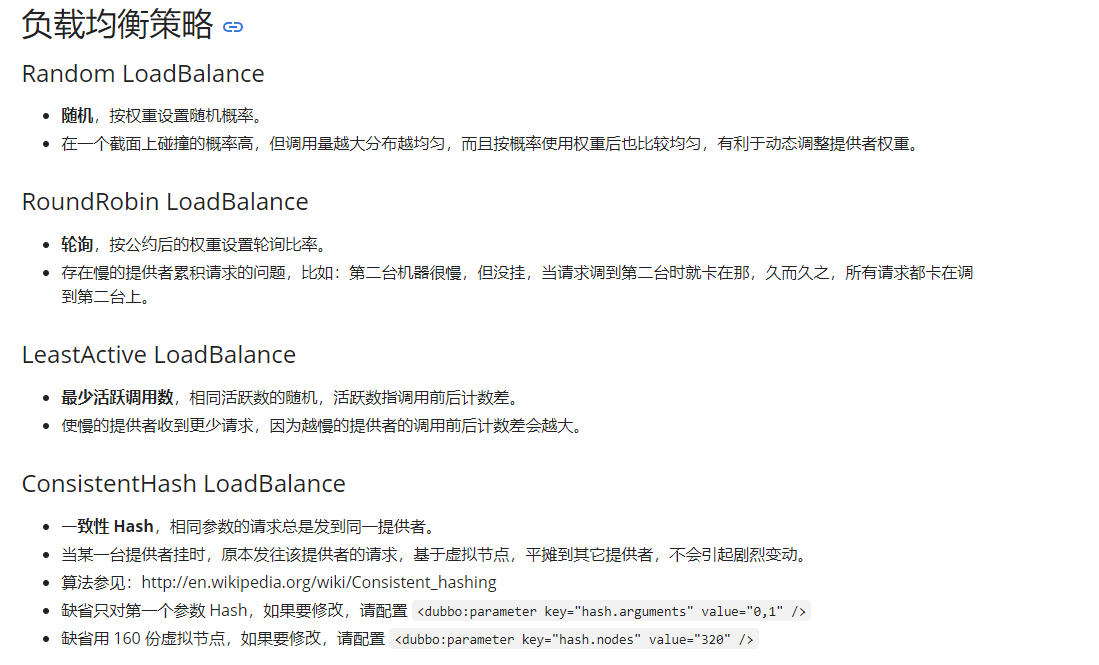 负载均衡策略
Random LoadBalance
随机，按权重设置随机概率。
在一个截面上碰撞的概率高，但调用量越大分布越均匀，而且按概率使用权重后也比较均匀，有利于动态调整提供者权重。
RoundRobin LoadBalance
轮询，按公约后的权重设置轮询比率。
存在慢的提供者累积请求的问题，比如：第二台机器很慢，但没挂，当请求调到第二台时就卡在那，久而久之，所有请求都卡在调
到第二台上。
LeastActive LoadBalance
最少活跃调用数，相同活跃数的随机，活跃数指调用前后计数差。
使慢的提供者收到更少请求，因为越慢的提供者的调用前后计数差会越大。
ConsistentHash LoadBalance
一致性 Hash，相同参数的请求总是发到同一提供者。
当某一台提供者挂时，原本发往该提供者的请求，基于虚拟节点，平摊到其它提供者，不会引起剧烈变动。
算法参见：http://en.wikipedia.org/wiki/Consistent_hashing
缺省只对第一个参数 Hash，如果要修改，请配置 <dubbo:parameter key="hash.arguments" value="0,1" />
缺省用 160 份虚拟节点，如果要修改，请配置 <dubbo:parameter key="hash.nodes" value="320" />